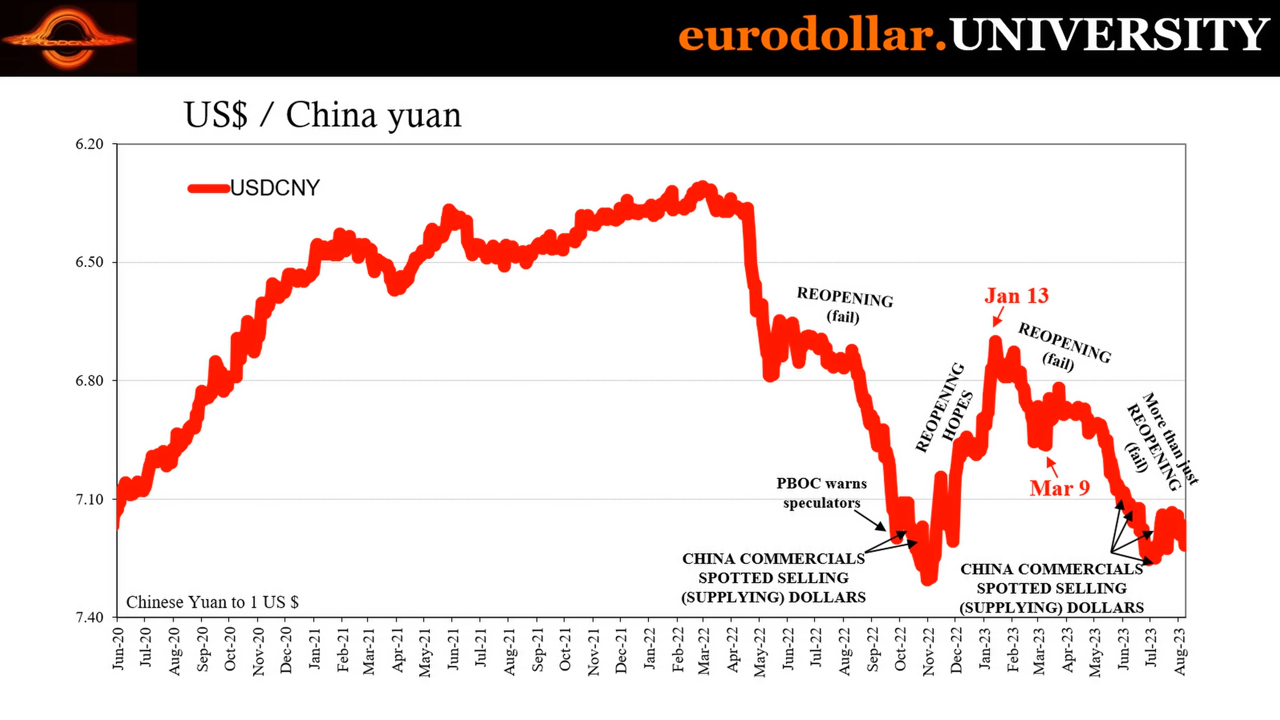 eurodollar.UNIVERSITY
US$ / China yuan
6.20
6.50
6.80
7.10
7.40
USDCNY
REOPENING
(fail)
Jan 13
REOPENING
(fail)
REOPENING
HOPES
More than just
REOPENING
(fail)
PBOC warns
speculators
Mar 9
CHINA COMMERCIALS
SPOTTED SELLING
(SUPPLYING) DOLLARS
CHINA COMMERCIALS
SPOTTED SELLING
(SUPPLYING) DOLLARS
Chinese Yuan to 1 US $
Jun-20
Jul-20
Aug-20
Sep-20
Oct-20
Nov-20
Dec-20
Jan-21
Feb-21
Mar-21
Apr-21
May-21
Jun-21
Jul-21
Aug-21
Sep-21
Oct-21
Nov-21
Dec-21
Jan-22
Feb-22
Mar-22
Apr-22
May-22
Jun-22
Jul-22
Aug-22
Sep-22
Oct-22
Nov-22
Dec-22
Jan-23
Feb-23
Mar-23
Apr-23
May-23
Jun-23
Jul-23
Aug-23